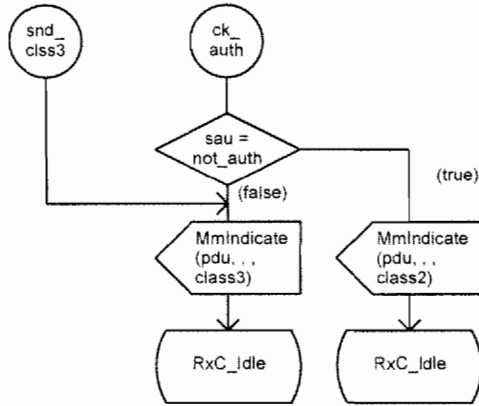 snd_
clss3
ck_
auth
sau =
not_auth
(false)
(true)
MmIndicate
(pdu, , ,
class3)
MmIndicate
(pdu, , ,
class2)
RxC_Idle
RxC_Idle